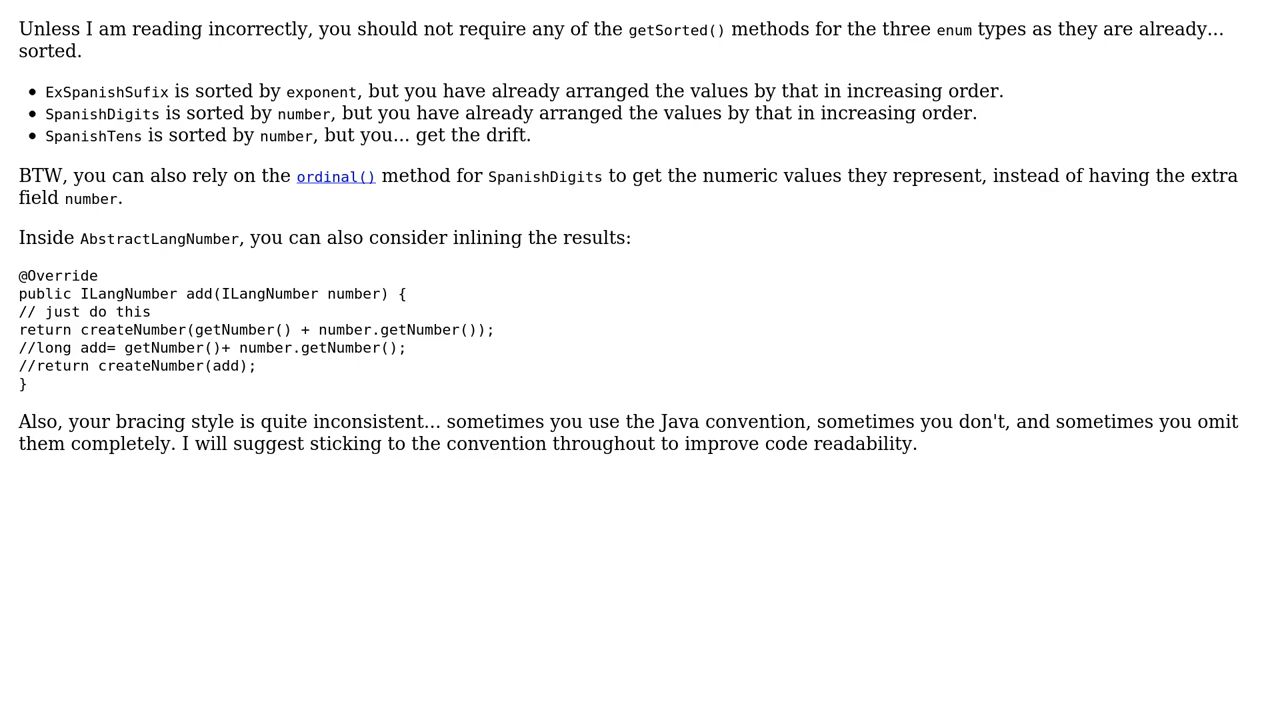 Unless I am reading incorrectly, you should not require any of the getSorted() methods for the three enum types as they are already...
sorted.
ExSpanishSufix is sorted by exponent, but you have already arranged the values by that in increasing order.
SpanishDigits is sorted by number, but you have already arranged the values by that in increasing order.
SpanishTens is sorted by number, but you... get the drift.
BTW, you can also rely on the ordinal() method for SpanishDigits to get the numeric values they represent, instead of having the extra
field number.
Inside AbstractLangNumber, you can also consider inlining the results:
@Override
public ILangNumber add(ILangNumber number) {
// just do this
return createNumber(getNumber() + number.getNumber());
//long add= getNumber()+ number.getNumber();
//return createNumber(add);
}
Also, your bracing style is quite inconsistent... sometimes you use the Java convention, sometimes you don't, and sometimes you omit
them completely. I will suggest sticking to the convention throughout to improve code readability.